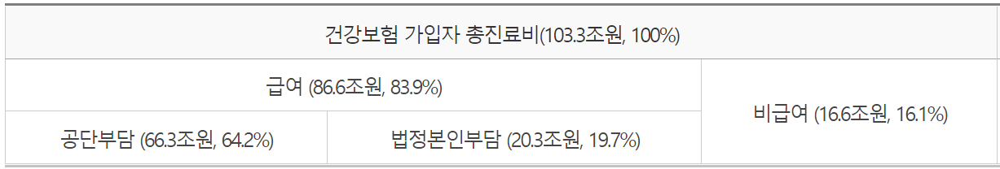 건강보험 가입자 총진료비(103.3조원, 100%)
급여 (86.6조원, 83.9%)
비급여 (16.6조원, 16.1%)
공단부담 (66.3조원, 64.2%)
법정본인부담 (20.3조원, 19.7%)